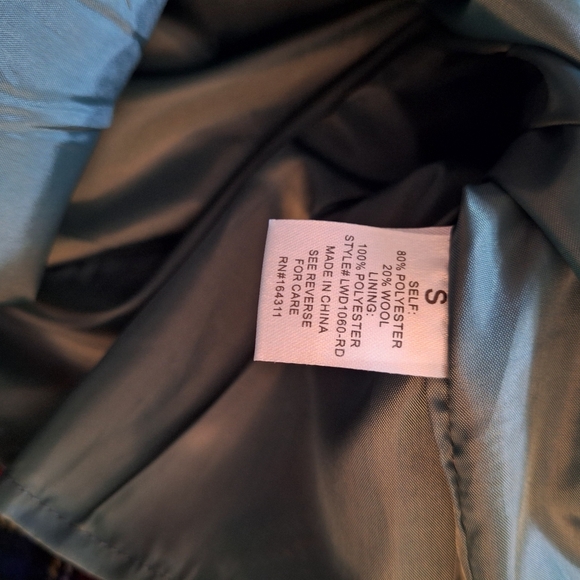 S
SELF:
80% POLYESTER
20% WOOL
LINING:
100% POLYESTER
STYLE# LWD1060-RD
MADE IN CHINA
SEE REVERSE
FOR CARE
RN#164311